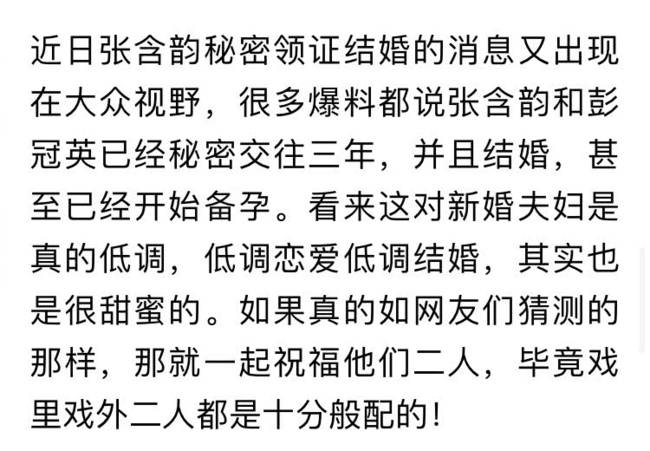 近日张含韵秘密领证结婚的消息又出现
在大众视野，很多爆料都说张含韵和彭
冠英已经秘密交往三年，并且结婚，甚
至已经开始备孕。看来这对新婚夫妇是
真的低调，低调恋爱低调结婚，其实也
是很甜蜜的。如果真的如网友们猜测的
那样，那就一起祝福他们二人，毕竟戏
里戏外二人都是十分般配的!